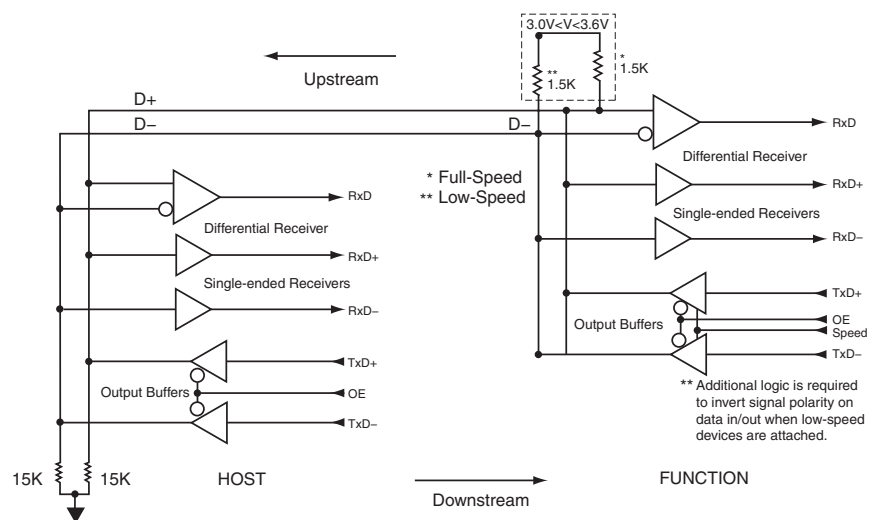 3.0V<V<3.6V
*
1.5K
**
1.5K
Upstream
D+
D−
D−
RxD
Differential Receiver
* Full-Speed
** Low-Speed
RxD+
Single-ended Receivers
RxD−
RxD
Differential Receiver
RxD+
Single-ended Receivers
RxD−
TxD+
Output Buffers
OE
Speed
TxD−
TxD+
Output Buffers
OE
TxD−
** Additional logic is required
to invert signal polarity on
data in/out when low-speed
devices are attached.
15K
15K
HOST
FUNCTION
Downstream